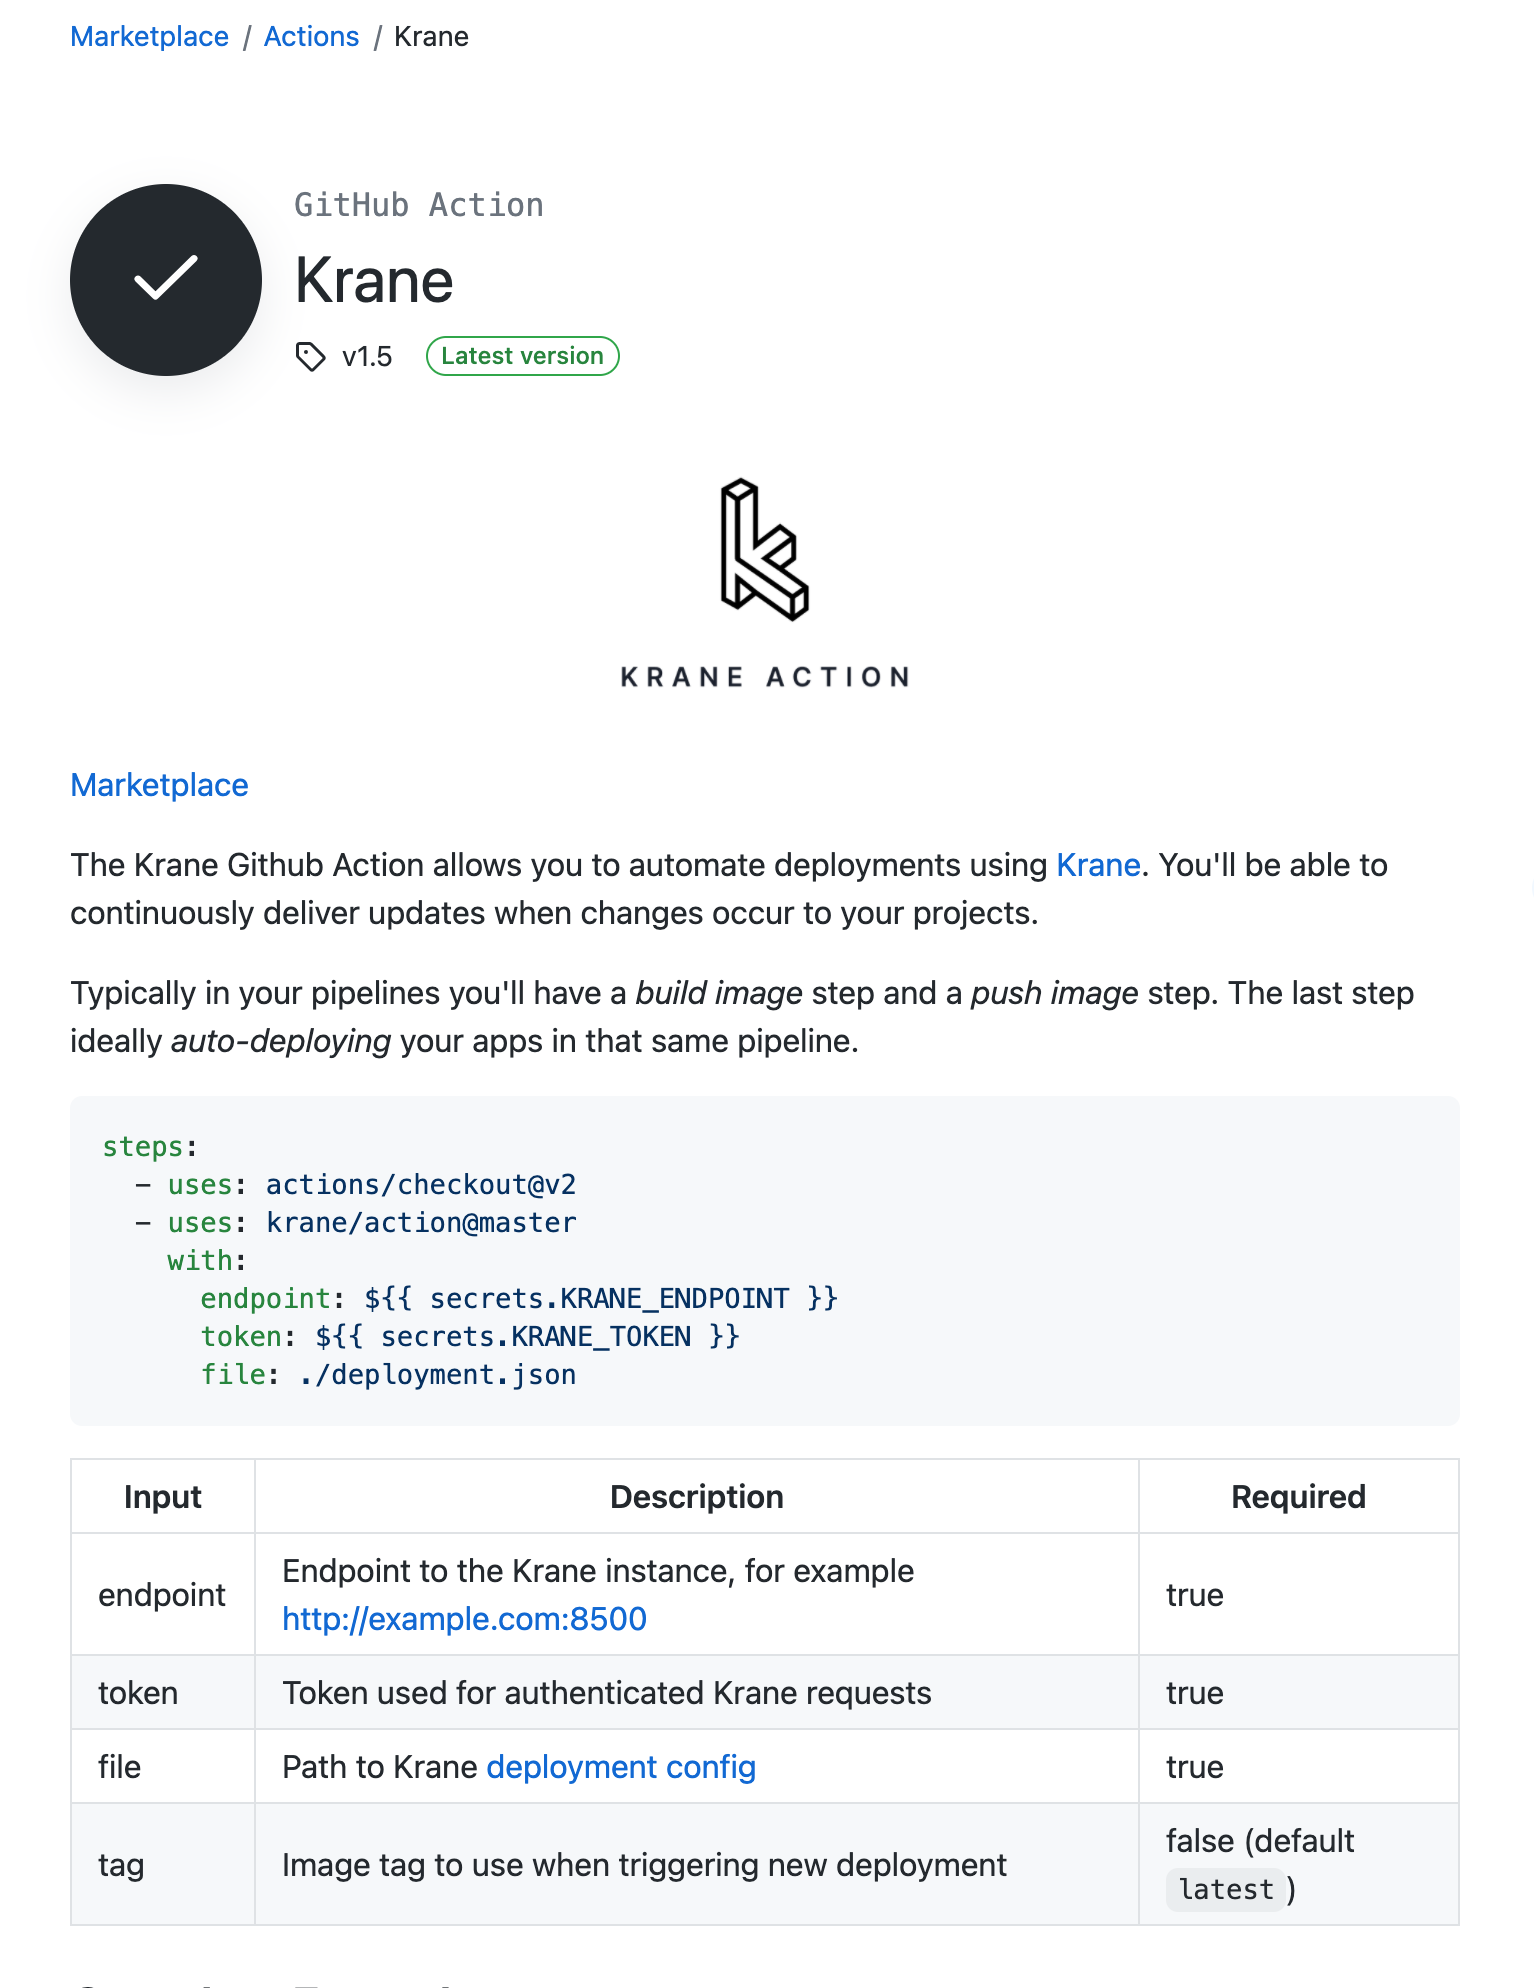 Marketplace / Actions / Krane
GitHub Action
Krane
v1.5 Latest version
KRANE ACTION
Marketplace
The Krane Github Action allows you to automate deployments using Krane. You'll be able to
continuously deliver updates when changes occur to your projects.
Typically in your pipelines you'll have a build image step and a push image step. The last step
ideally auto-deploying your apps in that same pipeline.
steps:
  - uses: actions/checkout@v2
  - uses: krane/action@master
    with:
      endpoint: ${{ secrets.KRANE_ENDPOINT }}
      token: ${{ secrets.KRANE_TOKEN }}
      file: ./deployment.json
Input Description Required
endpoint Endpoint to the Krane instance, for example
http://example.com:8500 true
token Token used for authenticated Krane requests true
file Path to Krane deployment config true
tag Image tag to use when triggering new deployment false (default
latest )